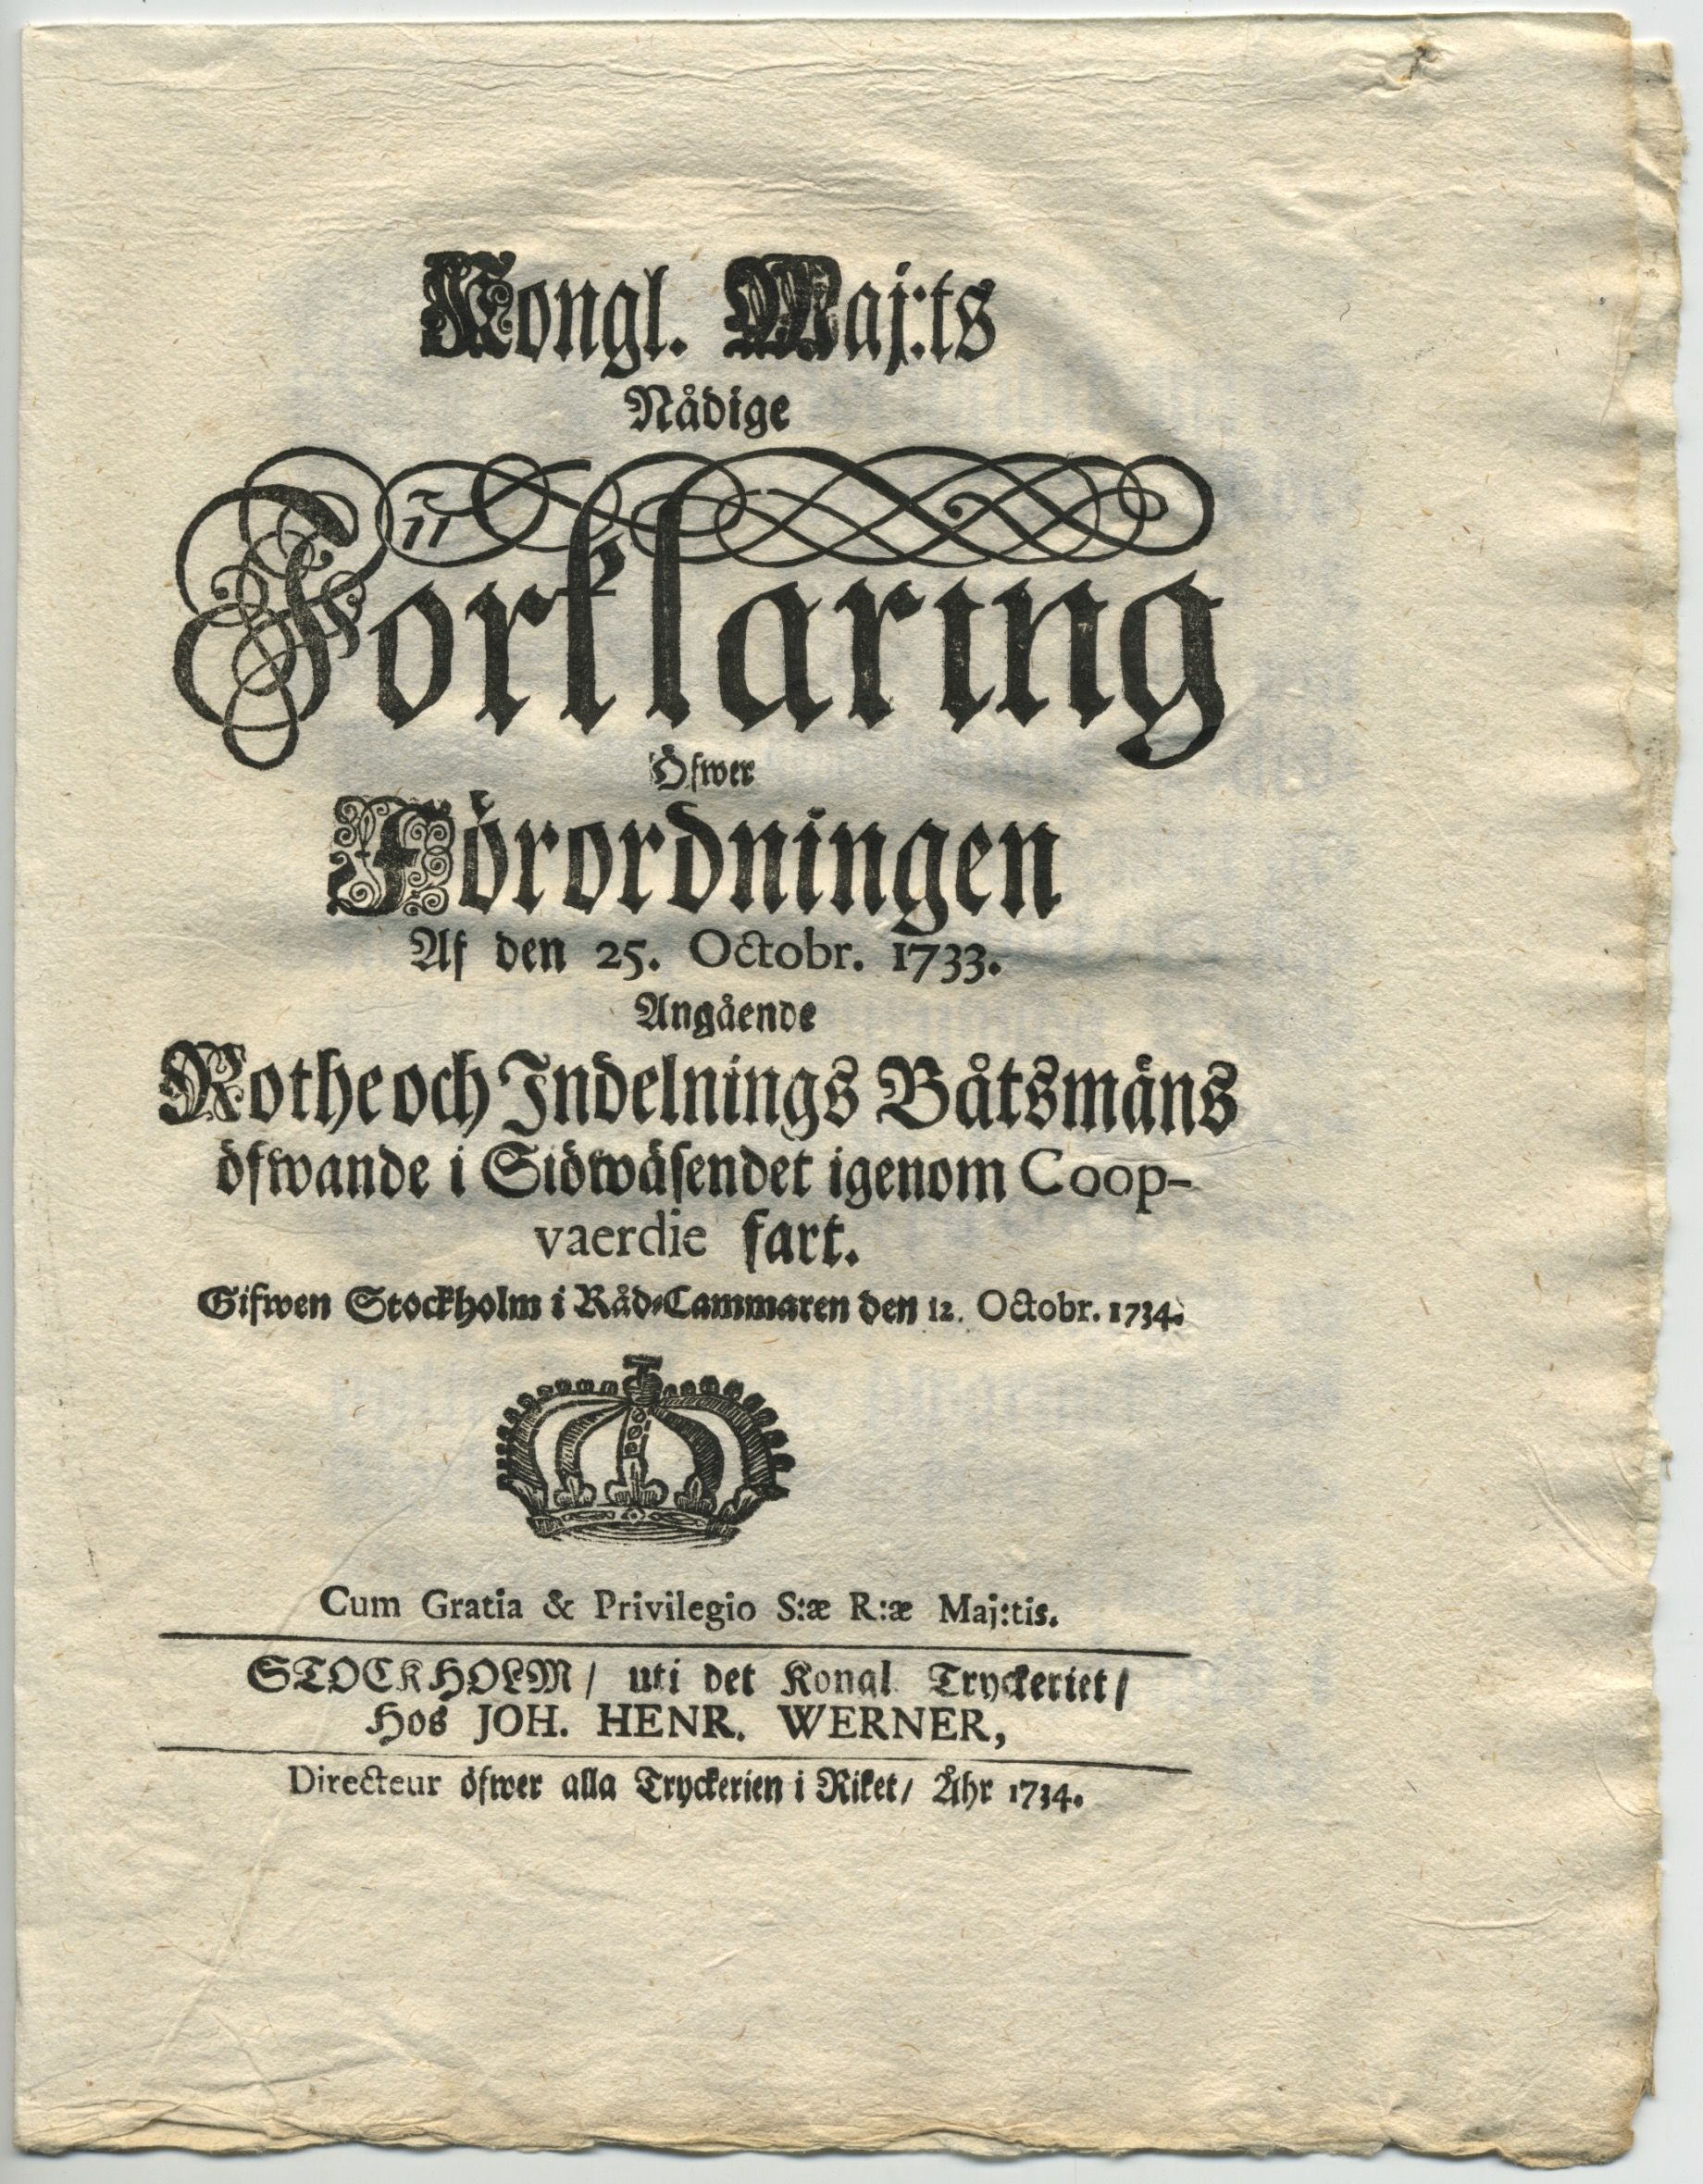 Kongl. Maj:ts
Nådige
Förklaring
Öfwer
Förordningen
Af den 25. Octobr. 1733.
Angående
Rothe och Indelnings Båtsmäns
öfwande i Siöwäsendet igenom Coop-
vaerdie fart.
Gifwen Stockholm i Råd-Cammaren den 12. Octobr. 1734.
Cum Gratia & Privilegio S:æ R:æ Maj:tis.
STOCKHOLM/ uti det Kongl. Tryckeriet/
Hos JOH. HENR. WERNER,
Directeur öfwer alla Tryckerien i Riket/ Åhr 1734.